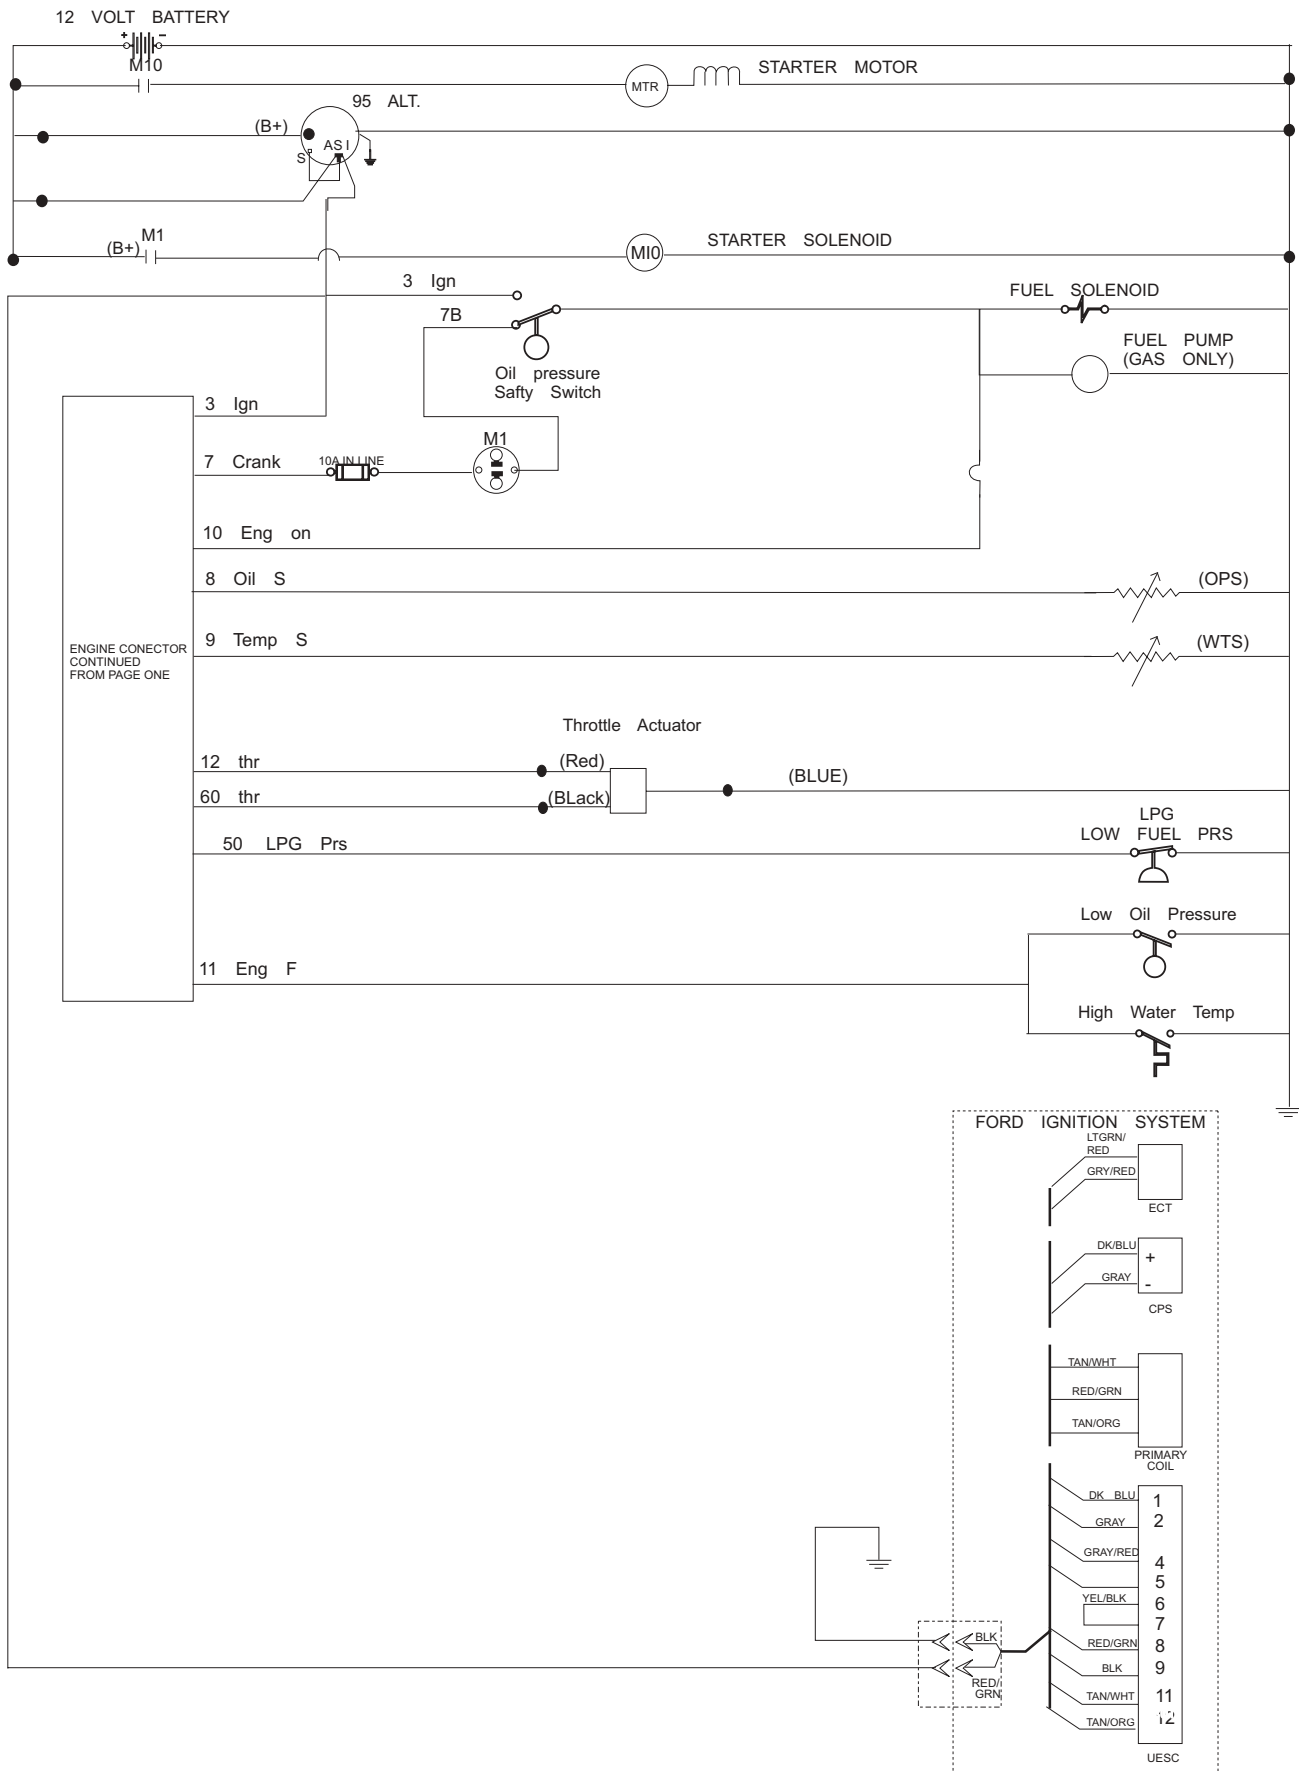 12 VOLT BATTERY
+ −
M10
MTR
STARTER MOTOR
95 ALT.
(B+)
AS I
S
M1
(B+)
MI0
STARTER SOLENOID
3 Ign
FUEL SOLENOID
7B
FUEL PUMP
(GAS ONLY)
Oil pressure
Safty Switch
3 Ign
M1
7 Crank
10A IN LINE
10 Eng on
8 Oil S
(OPS)
9 Temp S
(WTS)
ENGINE CONECTOR
CONTINUED
FROM PAGE ONE
Throttle Actuator
12 thr
(Red)
(BLUE)
60 thr
(BLack)
LPG
LOW FUEL PRS
50 LPG Prs
Low Oil Pressure
11 Eng F
High Water Temp
FORD IGNITION SYSTEM
LTGRN/
RED
GRY/RED
ECT
DK/BLU
+
GRAY
-
CPS
TAN/WHT
RED/GRN
TAN/ORG
PRIMARY
COIL
DK BLU
1
GRAY
2
GRAY/RED
4
5
YEL/BLK
6
7
BLK
RED/GRN
8
BLK
9
RED/
GRN
TAN/WHT
11
TAN/ORG
12
UESC